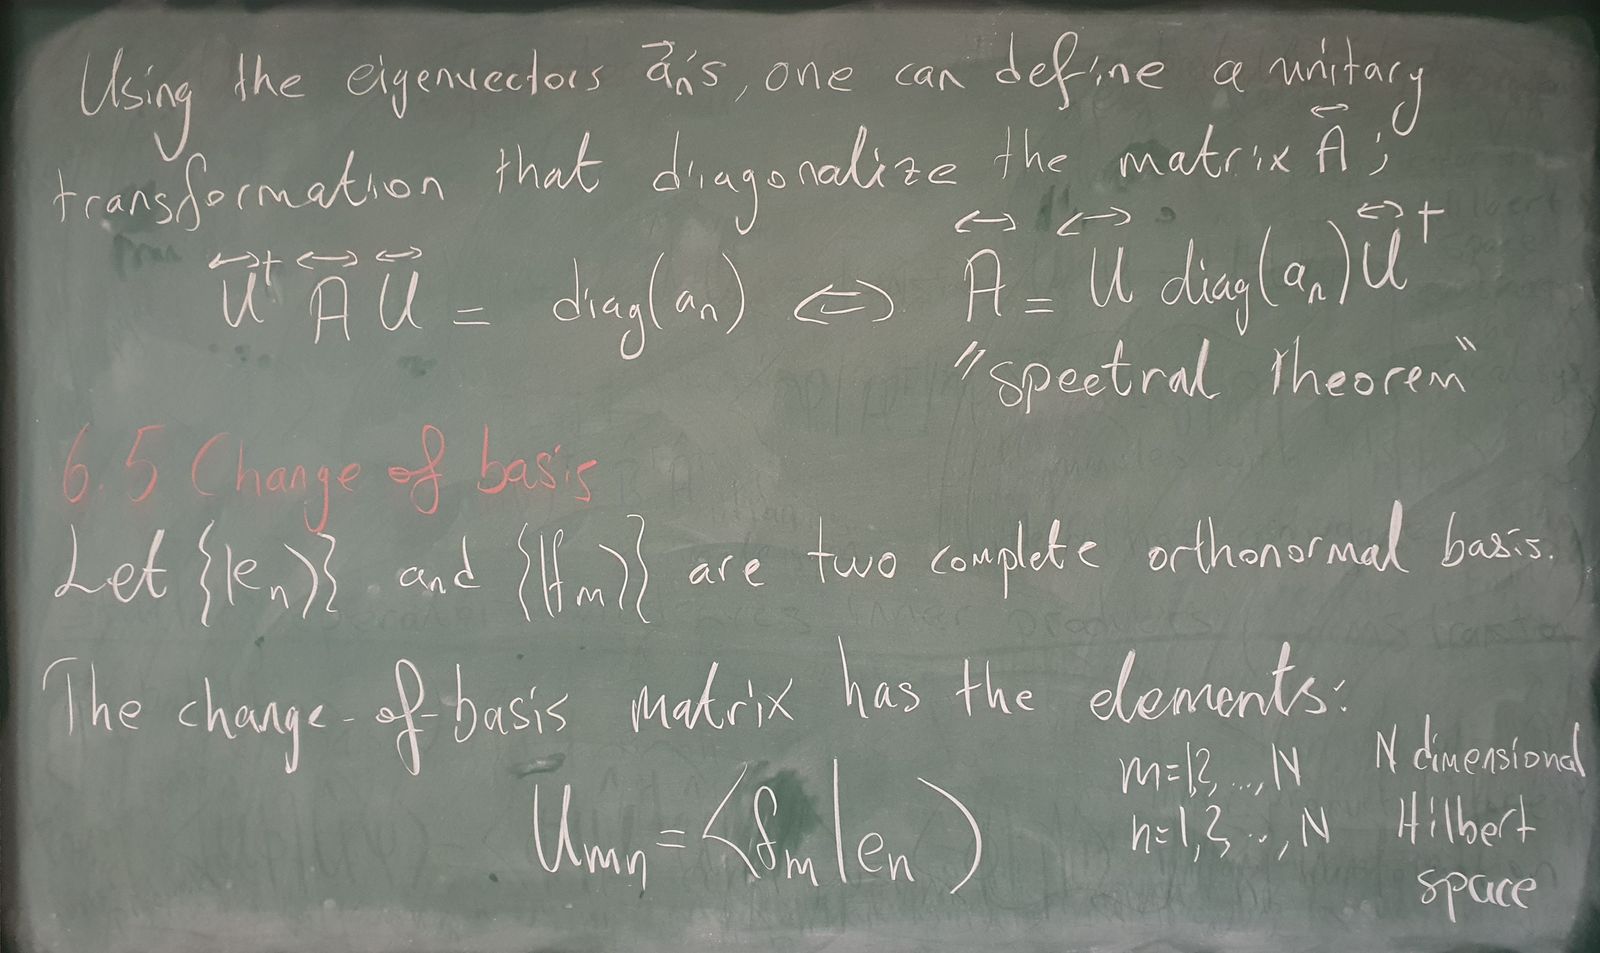 Using the eigenvectors a⃗ₙ's, one can define a unitary
transformation that diagonalize the matrix A⃡;
U⃡† A⃡ U⃡ = diag(aₙ) ⇔ A⃡ = U⃡ diag(aₙ) U⃡†
"spectral theorem"
6.5 Change of basis
Let {|eₙ⟩} and {|fₘ⟩} are two complete orthonormal basis.
The change-of-basis matrix has the elements:
Uₘₙ = ⟨fₘ|eₙ⟩
m=1,2,...,N
n=1,2,...,N
N dimensional
Hilbert
space